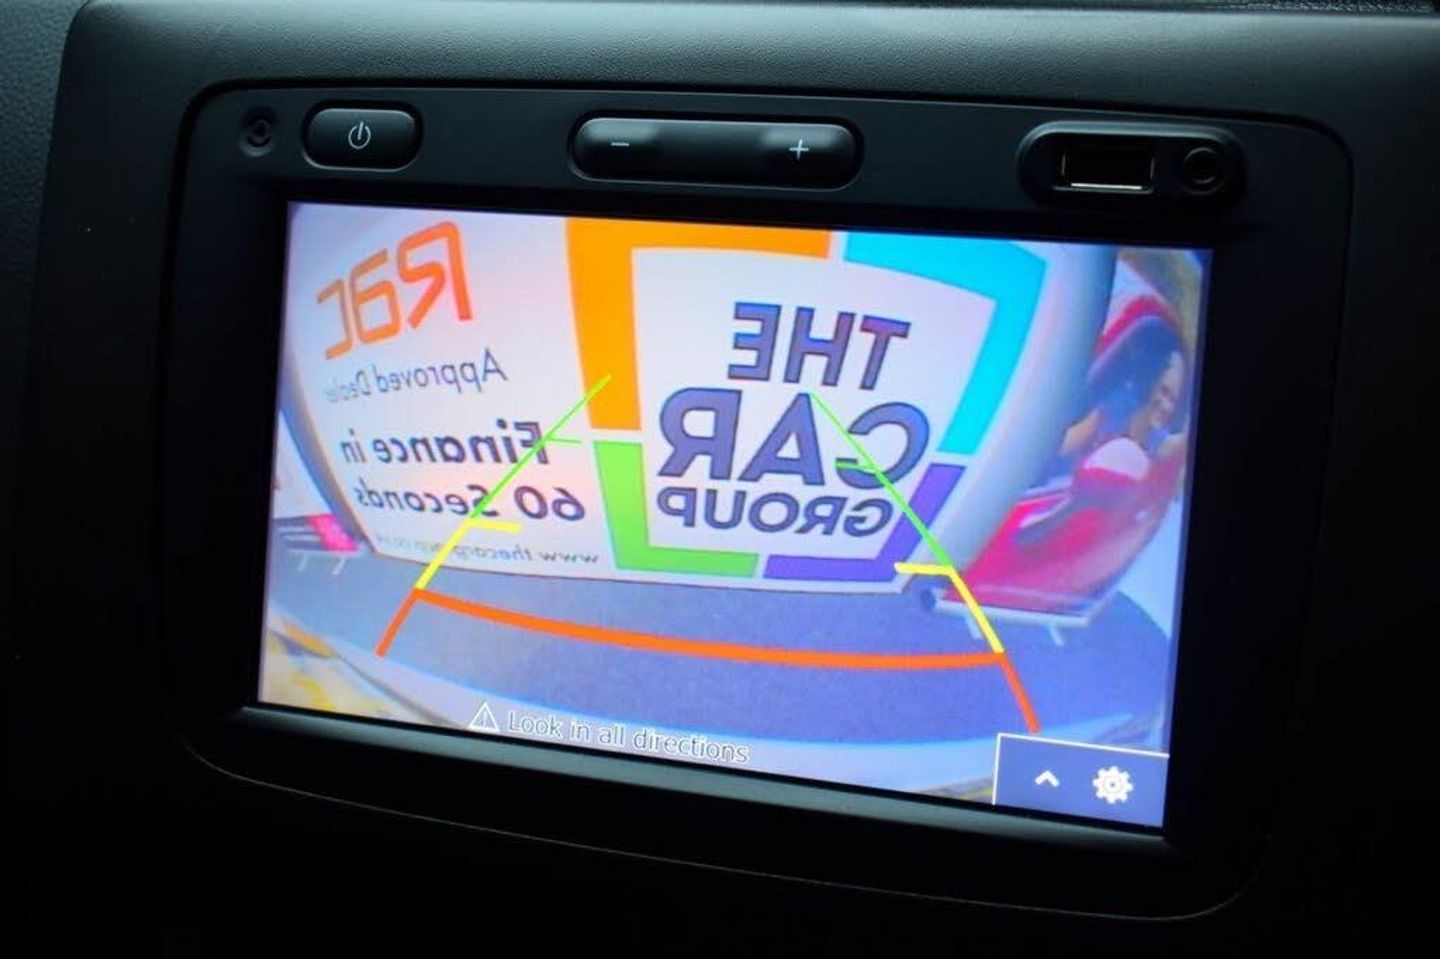 RAC
Approved Dealer
Finance in
60 Seconds
THE
CAR
GROUP
Look in all directions